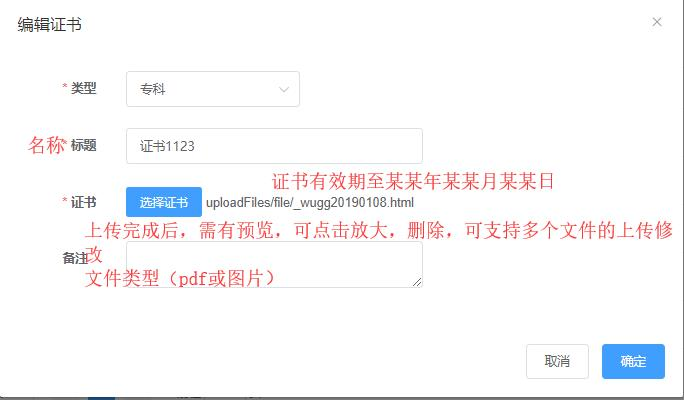 编辑证书
* 类型
专科
名称* 标题
证书1123
证书有效期至某某年某某月某某日
* 证书
选择证书 uploadFiles/file/_wugg20190108.html
上传完成后，需有预览，可点击放大，删除，可支持多个文件的上传修
改
备注
文件类型（pdf或图片）
取消
确定